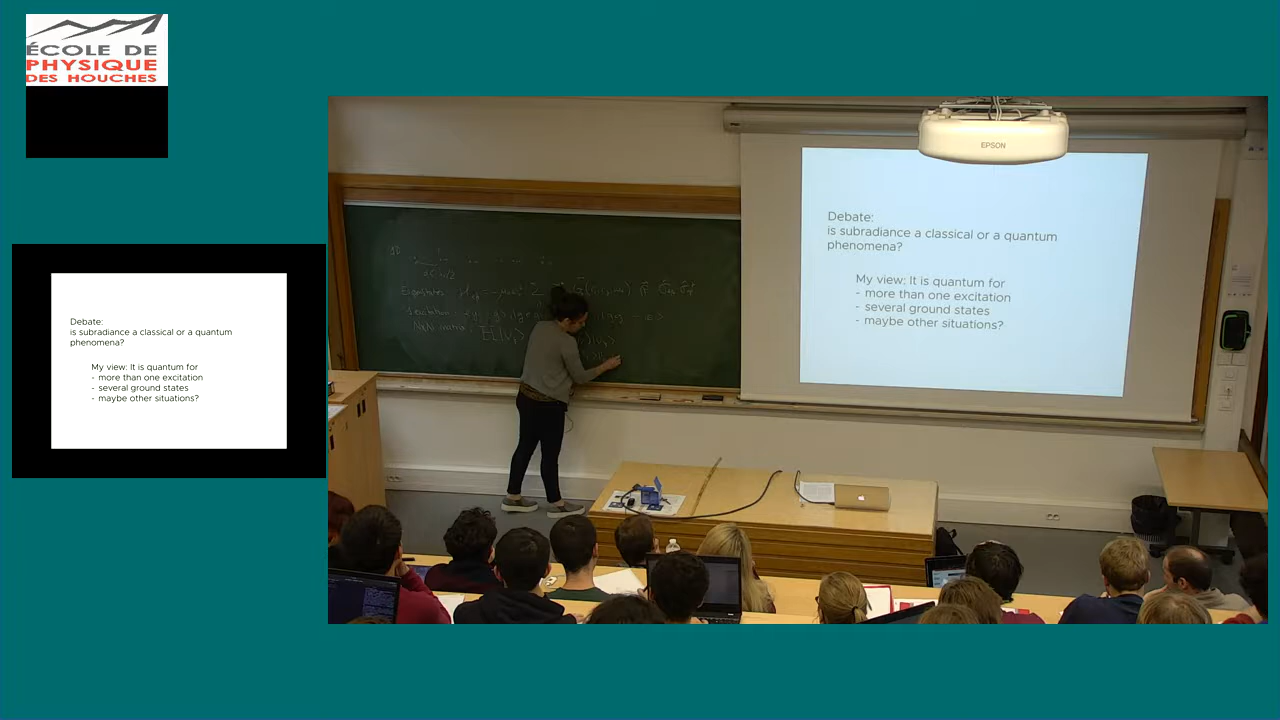 ÉCOLE DE
PHYSIQUE
DES HOUCHES
Debate:
is subradiance a classical or a quantum
phenomena?
My view: It is quantum for
- more than one excitation
- several ground states
- maybe other situations?
EPSON
Debate:
is subradiance a classical or a quantum
phenomena?
My view: It is quantum for
- more than one excitation
- several ground states
- maybe other situations?